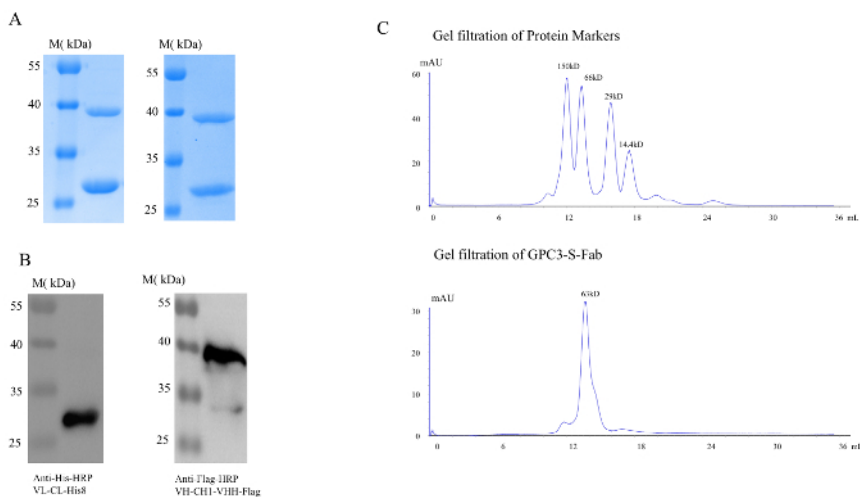 A
M( kDa)
55
40
35
25
M( kDa)
55
40
35
25
B
M( kDa)
55
40
35
25
Anti-His-HRP
VL-CL-His8
M( kDa)
55
40
35
25
Anti-Flag-HRP
VH-CH1-VHH-Flag
C
Gel filtration of Protein Markers
mAU
60
40
20
0
150kD
66kD
29kD
14.4kD
0 6 12 18 24 30 36 mL
Gel filtration of GPC3-S-Fab
mAU
30
20
10
0
63kD
0 6 12 18 24 30 36 mL